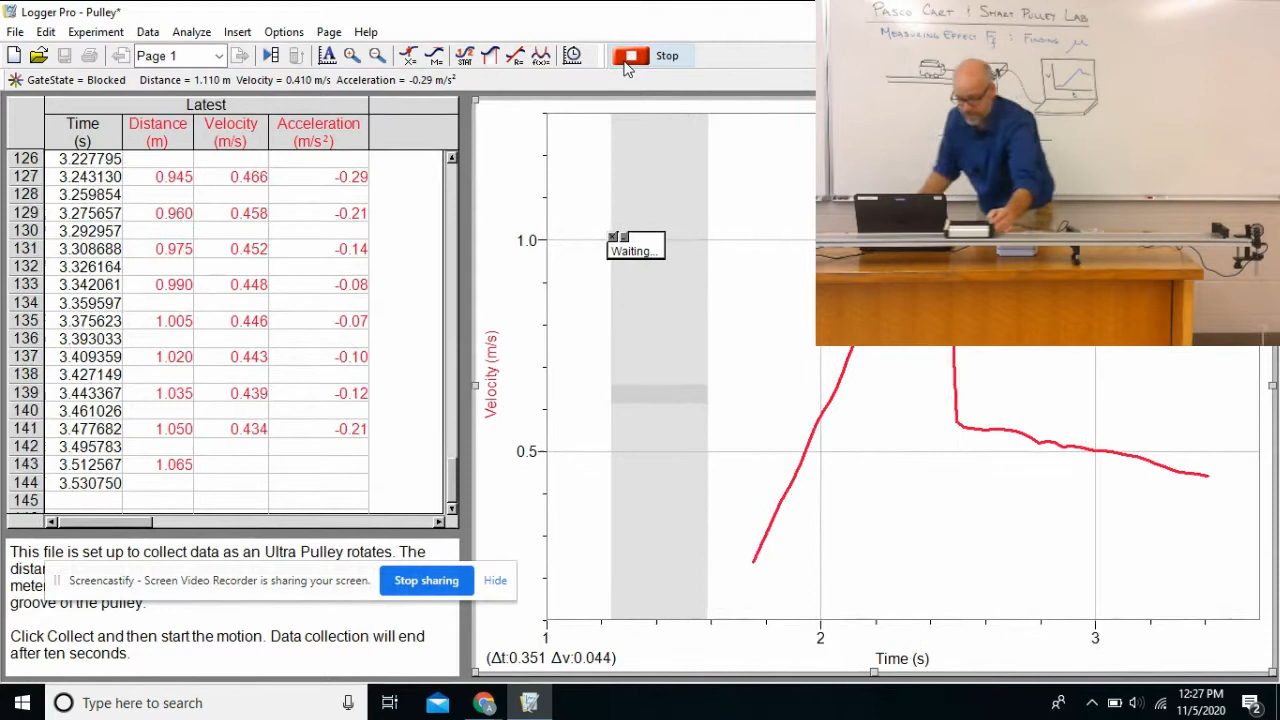 Logger Pro - Pulley*
File Edit Experiment Data Analyze Insert Options Page Help
Page 1
Stop
GateState = Blocked Distance = 1.110 m Velocity = 0.410 m/s Acceleration = -0.29 m/s²
Latest
Time Distance Velocity Acceleration
(s) (m) (m/s) (m/s²)
126 3.227795
127 3.243130 0.945 0.466 -0.29
128 3.259854
129 3.275657 0.960 0.458 -0.21
130 3.292957
131 3.308688 0.975 0.452 -0.14
132 3.326164
133 3.342061 0.990 0.448 -0.08
134 3.359597
135 3.375623 1.005 0.446 -0.07
136 3.393033
137 3.409359 1.020 0.443 -0.10
138 3.427149
139 3.443367 1.035 0.439 -0.12
140 3.461026
141 3.477682 1.050 0.434 -0.21
142 3.495783
143 3.512567 1.065
144 3.530750
145
This file is set up to collect data as an Ultra Pulley rotates. The
groove of the pulley.
Click Collect and then start the motion. Data collection will end
after ten seconds.
Screencastify - Screen Video Recorder is sharing your screen.
Stop sharing
Hide
Waiting...
1.0
0.5
Velocity (m/s)
1 2 3
(Δt:0.351 Δv:0.044)
Time (s)
PASCO CART & SMART PULLEY LAB
MEASURING EFFECT Ff : FINDING μ
V
t
Type here to search
12:27 PM
11/5/2020
2